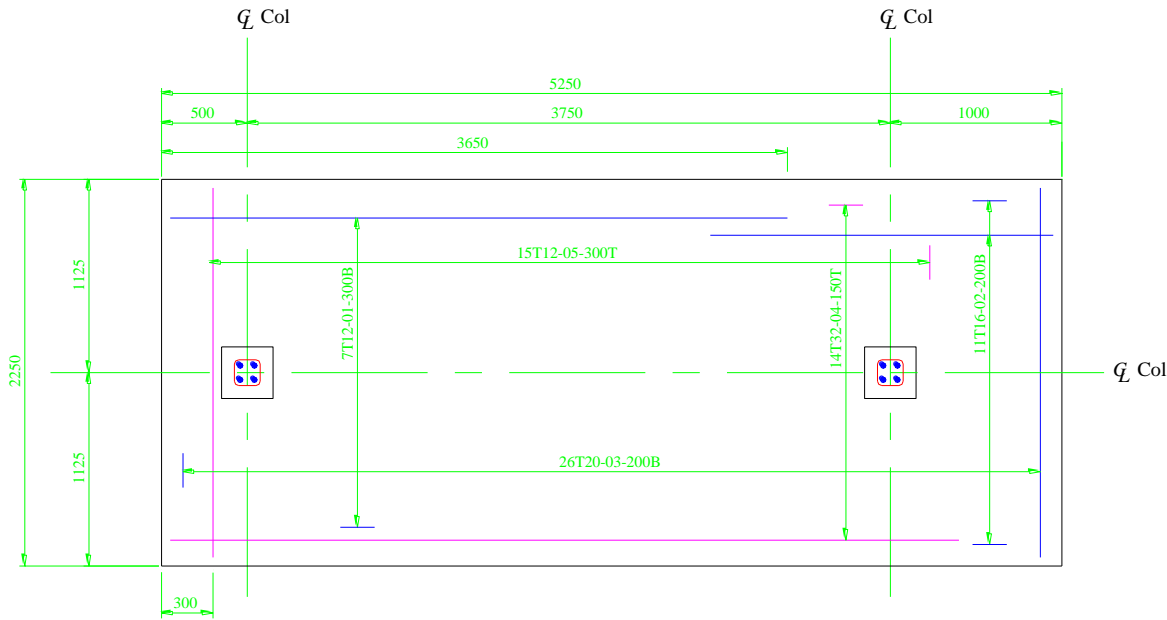 ℄ Col
℄ Col
5250
500
3750
1000
3650
15T12-05-300T
1125
7T12-01-300B
14T32-04-150T
11T16-02-200B
2250
℄ Col
1125
26T20-03-200B
300